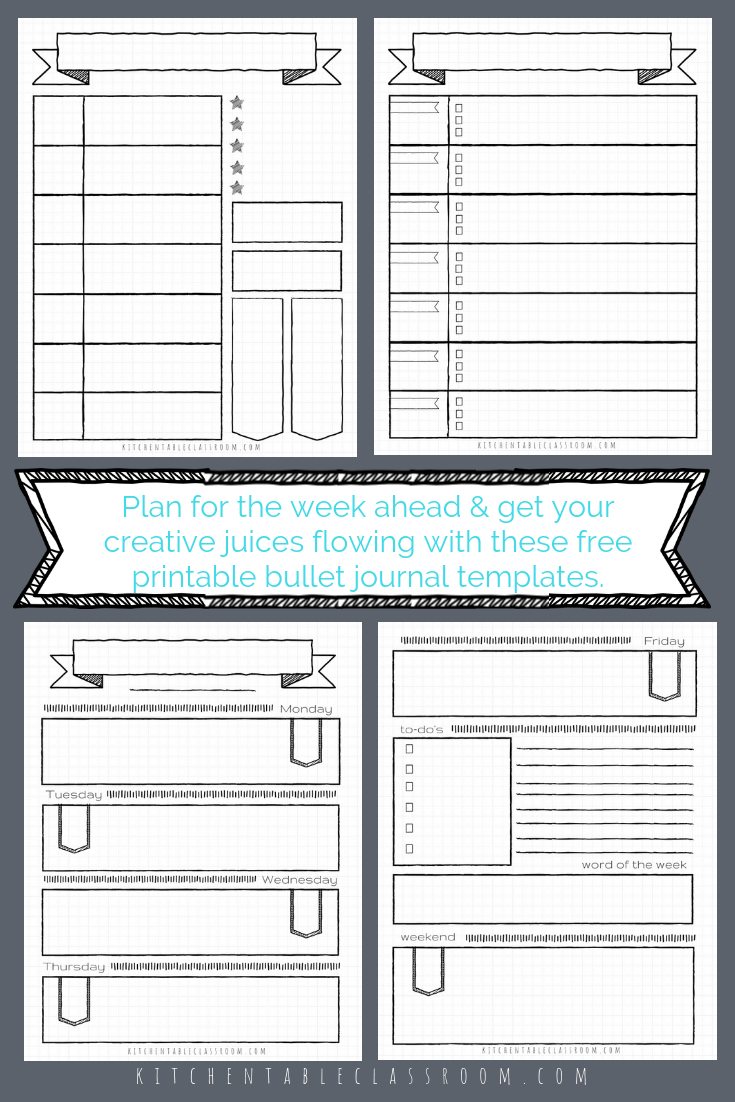 KITCHENTABLECLASSROOM.COM
KITCHENTABLECLASSROOM.COM
Plan for the week ahead & get your
creative juices flowing with these free
printable bullet journal templates.
Monday
Tuesday
Wednesday
Thursday
KITCHENTABLECLASSROOM.COM
Friday
to-do's
word of the week
weekend
KITCHENTABLECLASSROOM.COM
KITCHENTABLECLASSROOM.COM